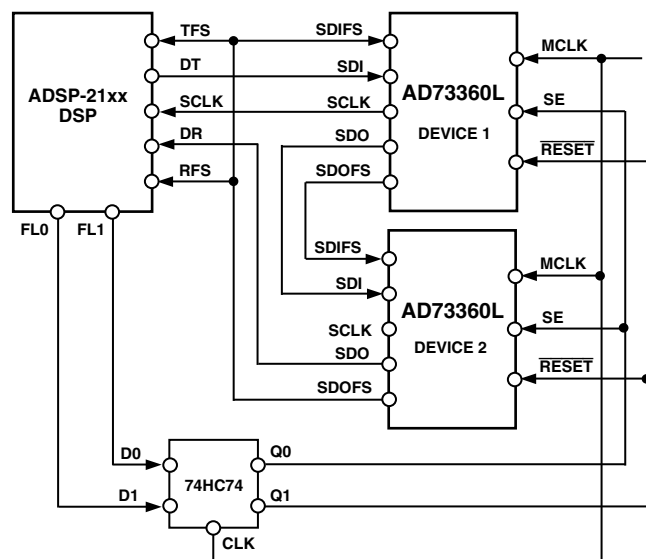 TFS
SDIFS
MCLK
DT
SDI
ADSP-21xx
DSP
AD73360L
SCLK
SCLK
SE
DR
SDO
DEVICE 1
RESET
RFS
SDOFS
FL0
FL1
SDIFS
MCLK
SDI
AD73360L
SCLK
SE
SDO
DEVICE 2
RESET
SDOFS
D0
Q0
74HC74
D1
Q1
CLK